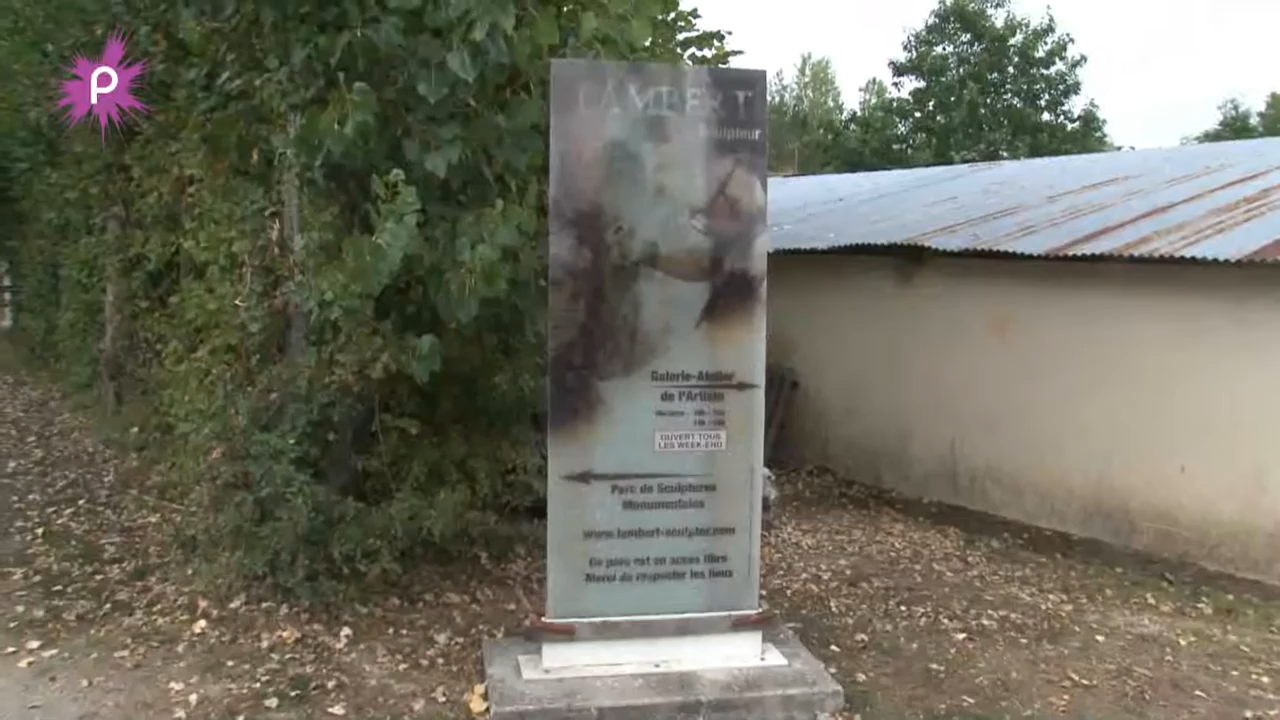 P
LAMBERT
Sculpteur
Galerie-Atelier
de l'Artiste
OUVERT TOUS
LES WEEK-END
Parc de Sculptures
Monumentales
www.lambert-sculptor.com
Ce parc est en accès libre
Merci de respecter les lieux